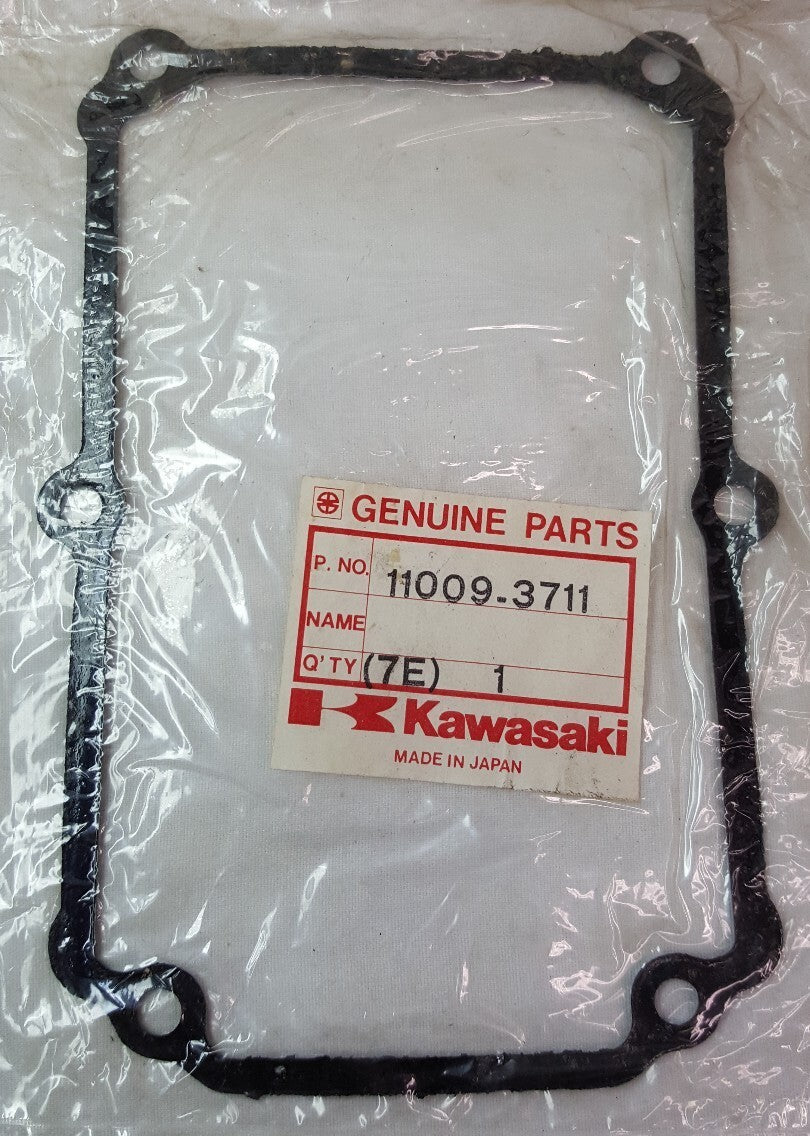 GENUINE PARTS
P. NO. 11009-3711
NAME
Q'TY (7E) 1
Kawasaki
MADE IN JAPAN